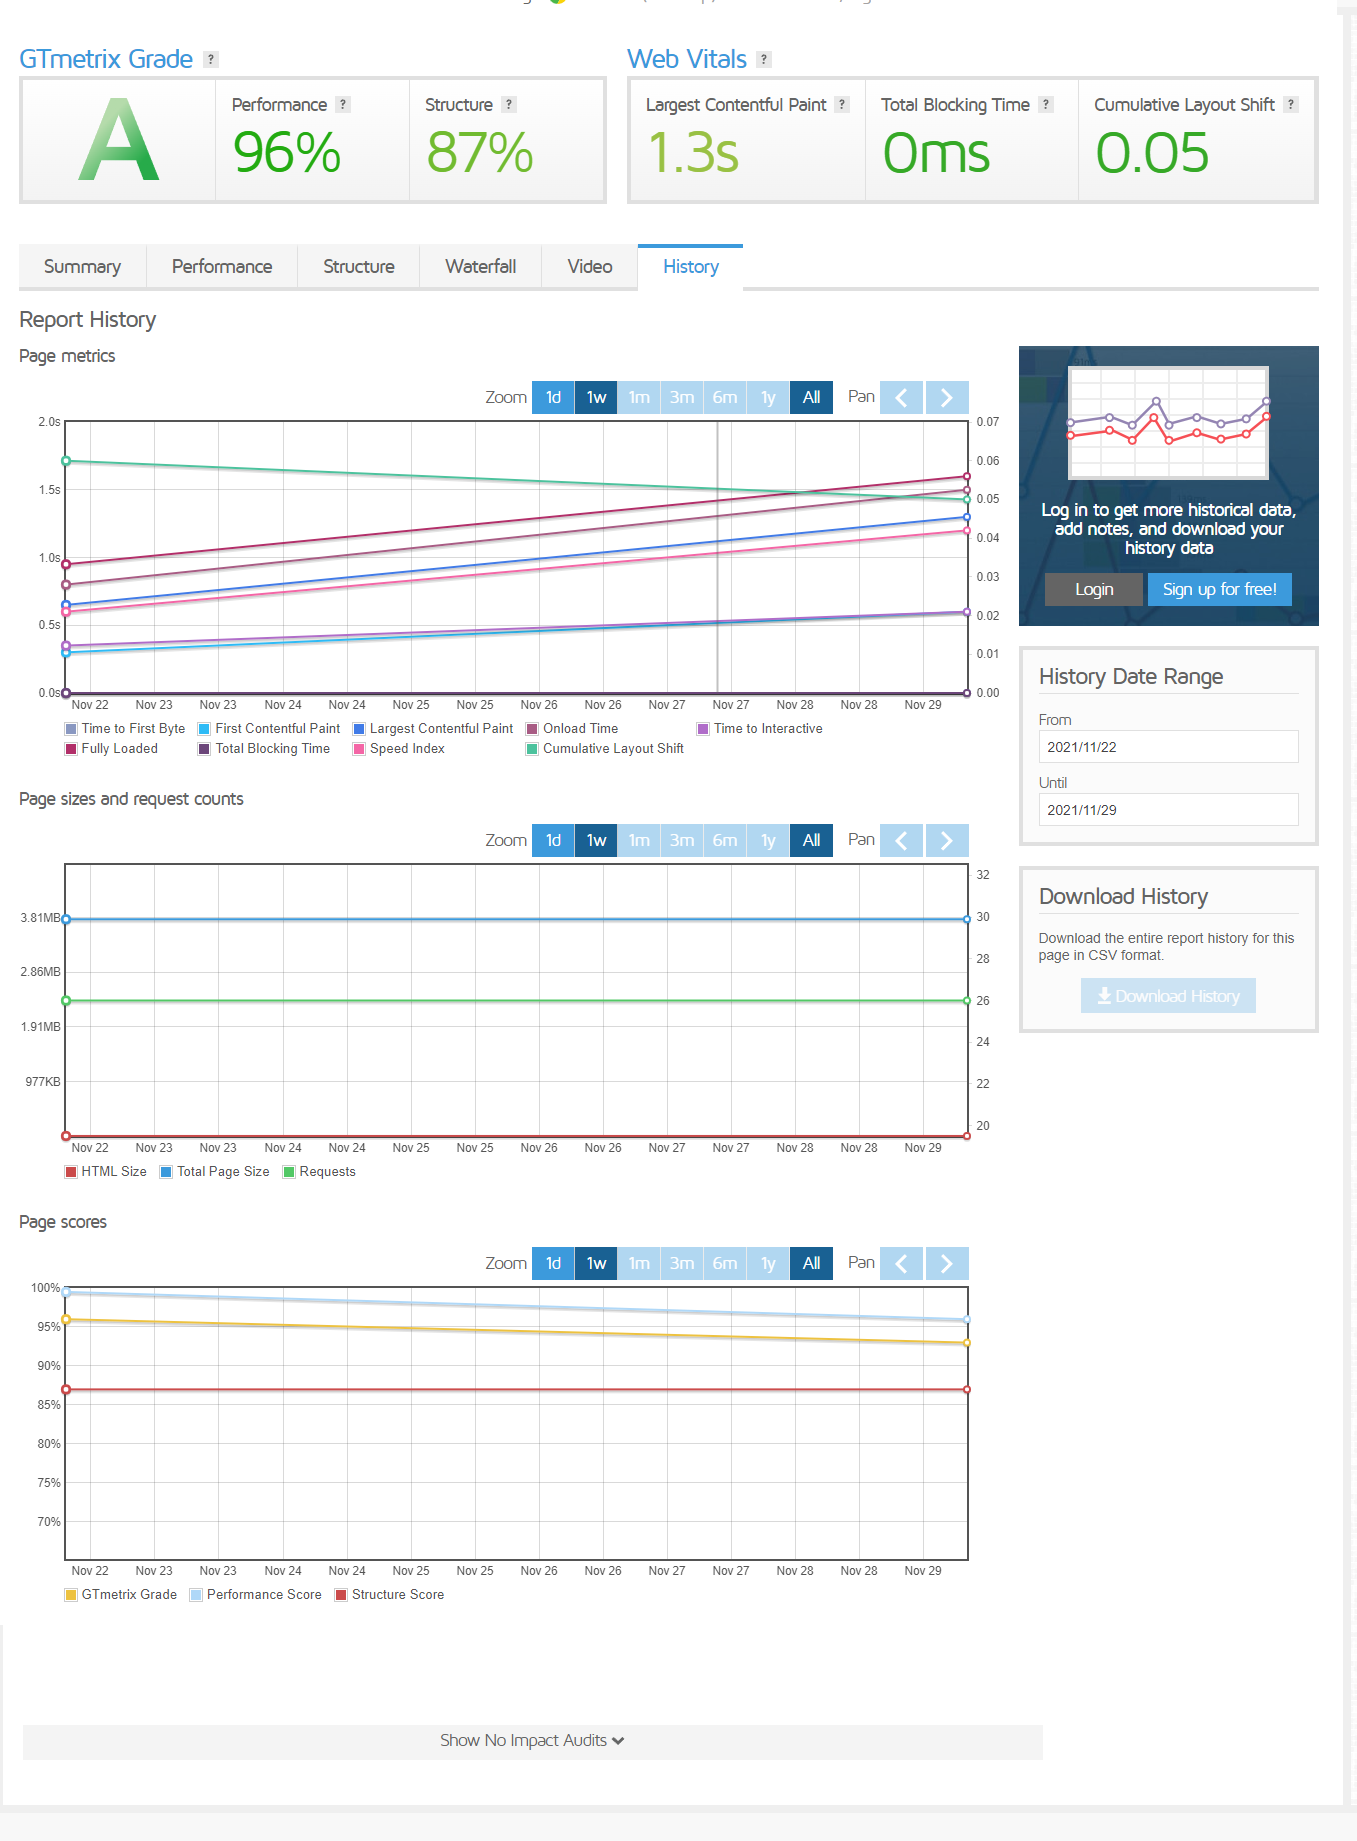 GTmetrix Grade ?
Web Vitals ?
A
Performance ?
96%
Structure ?
87%
Largest Contentful Paint ?
1.3s
Total Blocking Time ?
0ms
Cumulative Layout Shift ?
0.05
Summary Performance Structure Waterfall Video History
Report History
Page metrics
Zoom 1d 1w 1m 3m 6m 1y All Pan
2.0s
1.5s
1.0s
0.5s
0.0s
0.07
0.06
0.05
0.04
0.03
0.02
0.01
0.00
Nov 22 Nov 23 Nov 23 Nov 24 Nov 24 Nov 25 Nov 25 Nov 26 Nov 26 Nov 27 Nov 27 Nov 28 Nov 28 Nov 29
Time to First Byte First Contentful Paint Largest Contentful Paint Onload Time Time to Interactive
Fully Loaded Total Blocking Time Speed Index Cumulative Layout Shift
Log in to get more historical data,
add notes, and download your
history data
Login Sign up for free!
History Date Range
From
2021/11/22
Until
2021/11/29
Download History
Download the entire report history for this
page in CSV format.
Download History
Page sizes and request counts
Zoom 1d 1w 1m 3m 6m 1y All Pan
3.81MB
2.86MB
1.91MB
977KB
32
30
28
26
24
22
20
Nov 22 Nov 23 Nov 23 Nov 24 Nov 24 Nov 25 Nov 25 Nov 26 Nov 26 Nov 27 Nov 27 Nov 28 Nov 28 Nov 29
HTML Size Total Page Size Requests
Page scores
Zoom 1d 1w 1m 3m 6m 1y All Pan
100%
95%
90%
85%
80%
75%
70%
Nov 22 Nov 23 Nov 23 Nov 24 Nov 24 Nov 25 Nov 25 Nov 26 Nov 26 Nov 27 Nov 27 Nov 28 Nov 28 Nov 29
GTmetrix Grade Performance Score Structure Score
Show No Impact Audits